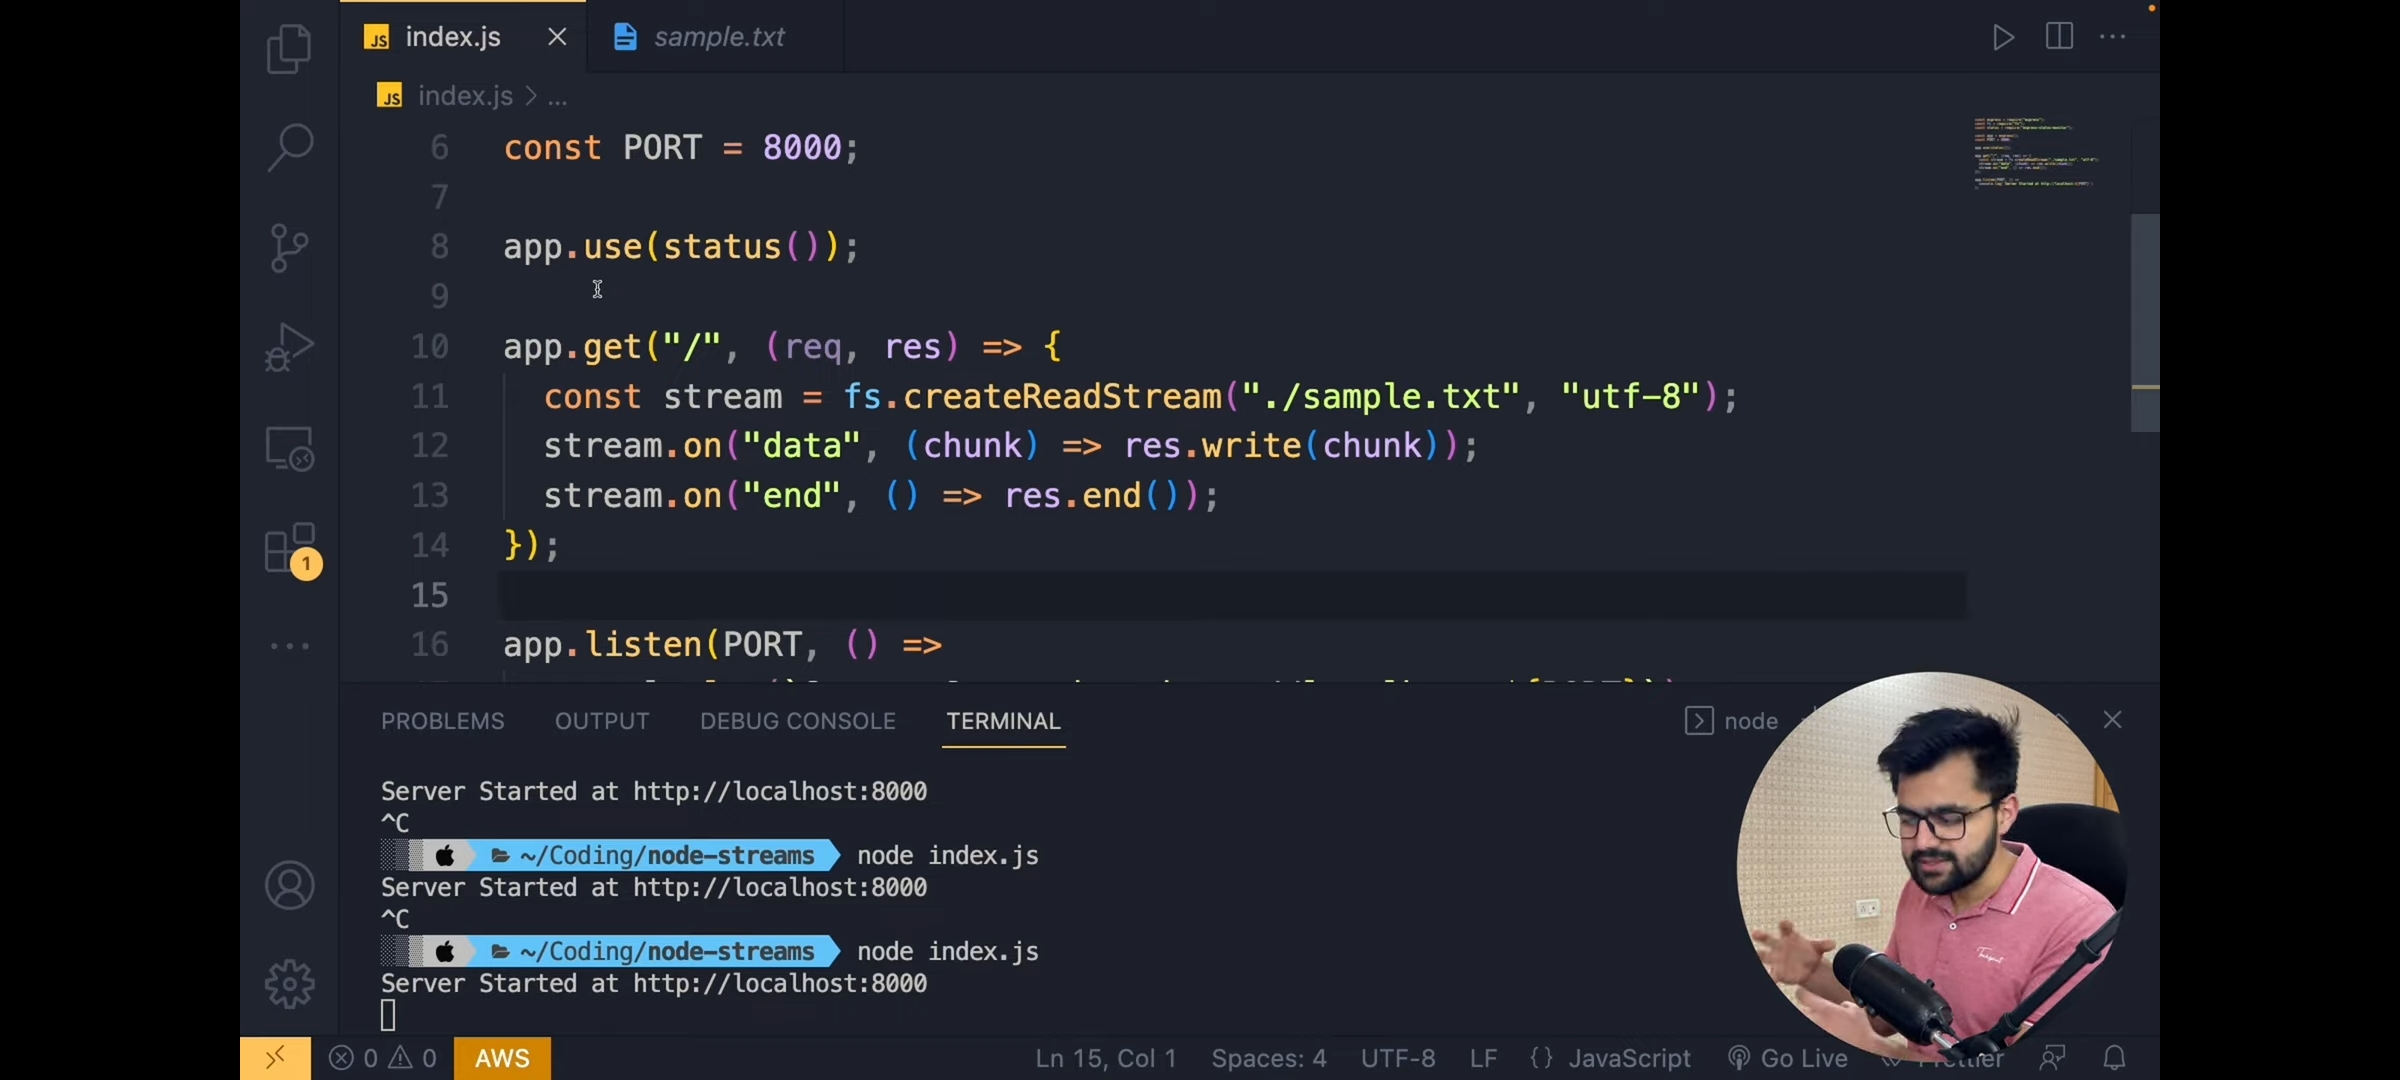 JS index.js
sample.txt
JS index.js > ...
6 const PORT = 8000;
7
8 app.use(status());
9
10 app.get("/", (req, res) => {
11 const stream = fs.createReadStream("./sample.txt", "utf-8");
12 stream.on("data", (chunk) => res.write(chunk));
13 stream.on("end", () => res.end());
14 });
15
16 app.listen(PORT, () =>
1
PROBLEMS OUTPUT DEBUG CONSOLE TERMINAL
node
Server Started at http://localhost:8000
^C
~/Coding/node-streams node index.js
Server Started at http://localhost:8000
^C
~/Coding/node-streams node index.js
Server Started at http://localhost:8000
0 0 AWS Ln 15, Col 1 Spaces: 4 UTF-8 LF {} JavaScript Go Live Prettier